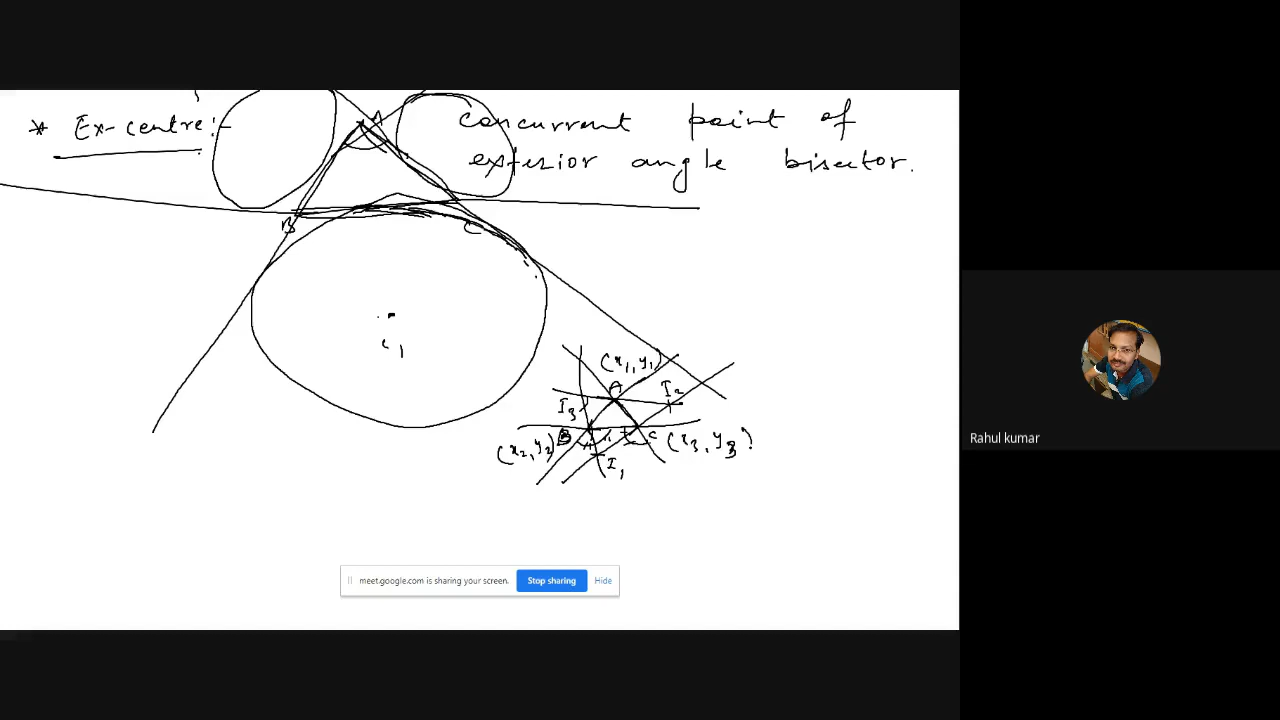 * Ex-centre:- concurrent point of
exterior angle bisector.
A
B
C
(x1, y1)
A
I2
I3
B
C
(x2, y2)
(x3, y3)
I1
meet.google.com is sharing your screen. Stop sharing Hide
Rahul kumar